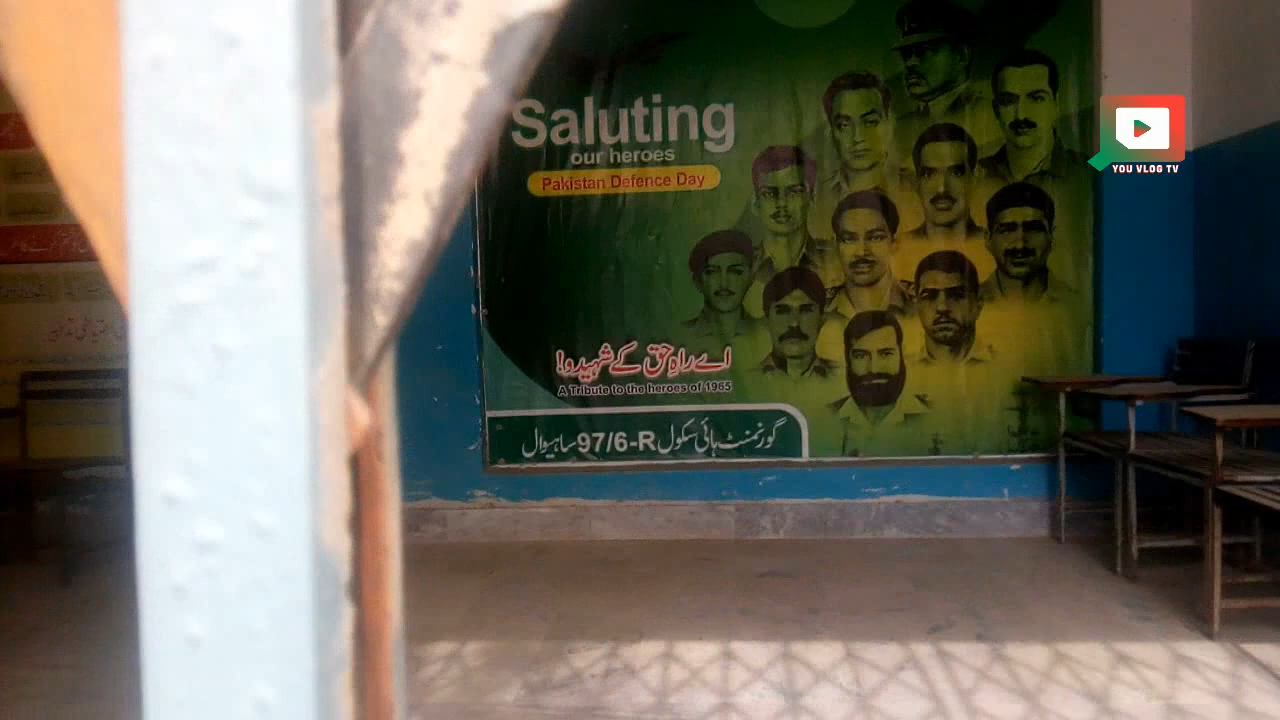 Saluting
our heroes
Pakistan Defence Day
اے راہِ حق کے شہیدو!
A Tribute to the heroes of 1965
گورنمنٹ ہائی سکول 97/6-R ساہیوال
YOU VLOG TV